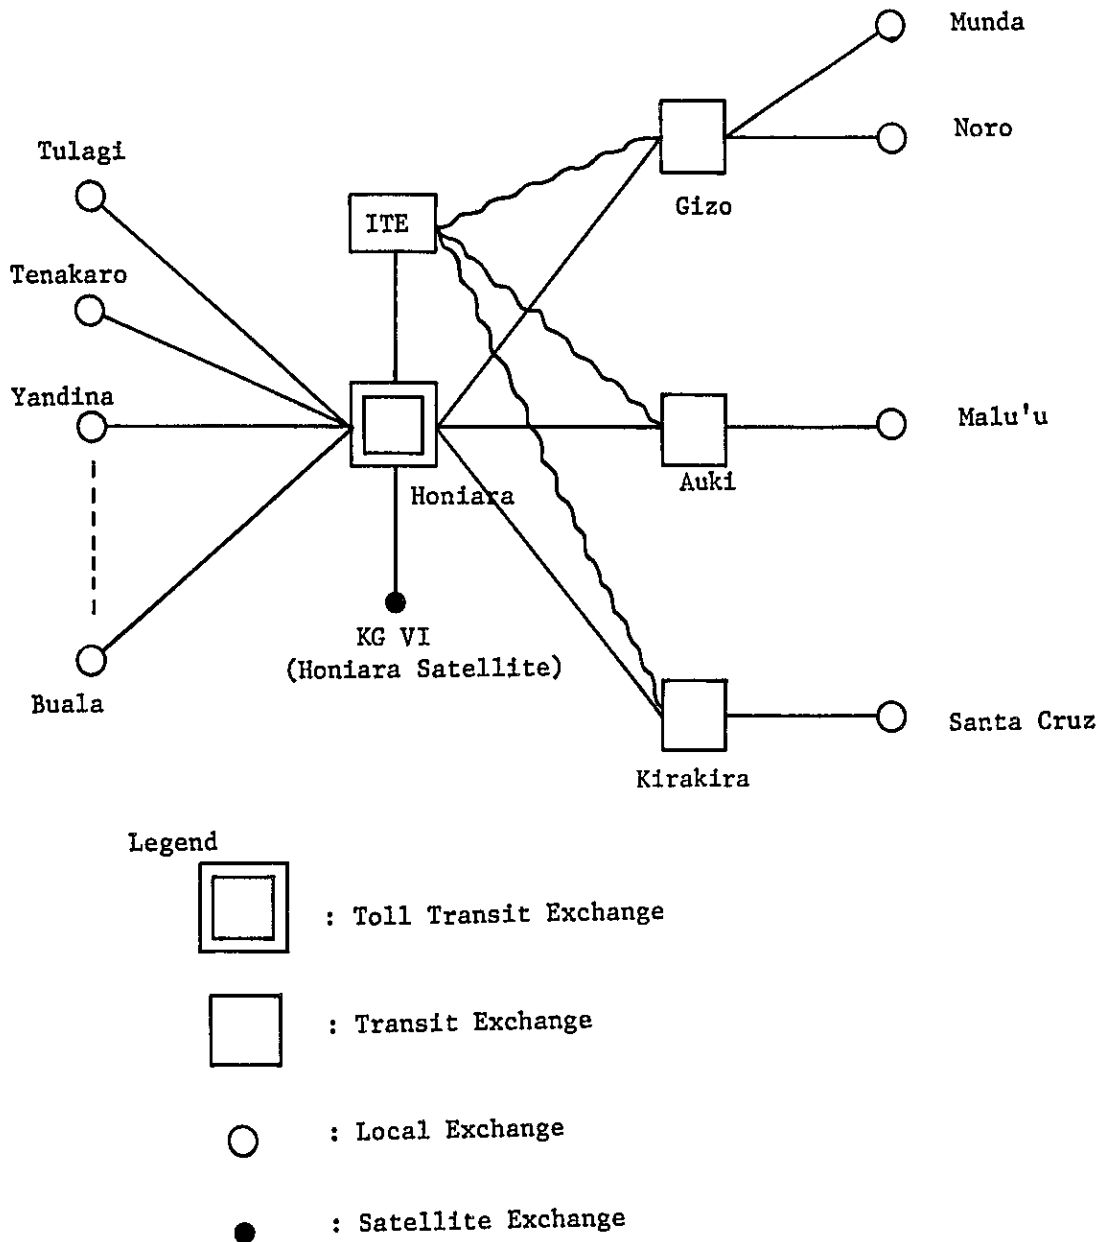 Munda
Noro
Tulagi
ITE
Gizo
Tenakaro
Yandina
Malu'u
Auki
Honiara
KG VI
(Honiara Satellite)
Buala
Santa Cruz
Kirakira
Legend
: Toll Transit Exchange
: Transit Exchange
: Local Exchange
: Satellite Exchange